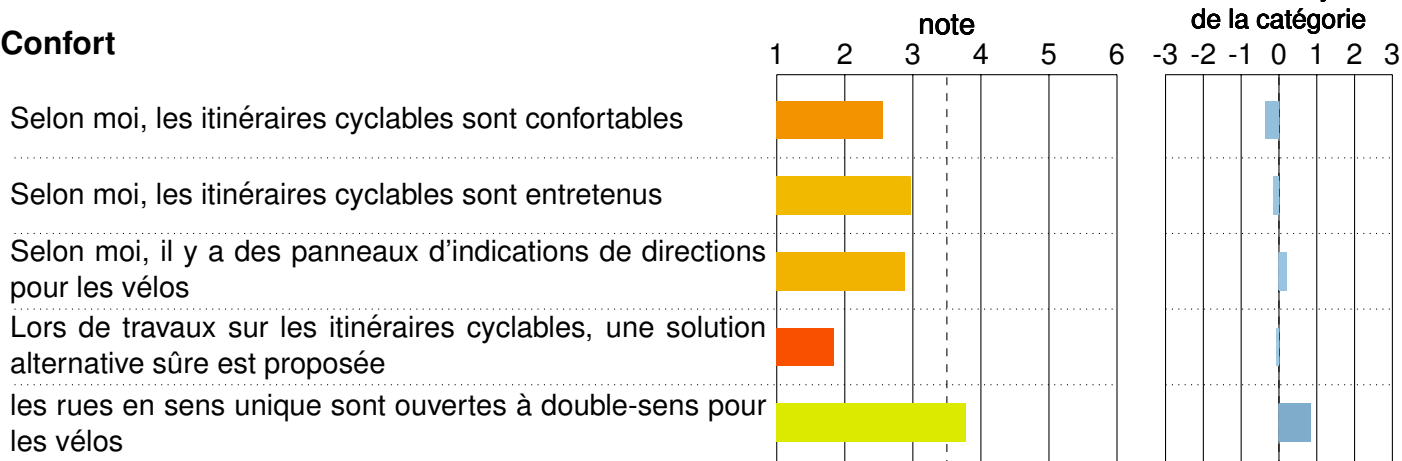 note
de la catégorie
Confort
1 2 3 4 5 6
-3 -2 -1 0 1 2 3
Selon moi, les itinéraires cyclables sont confortables
Selon moi, les itinéraires cyclables sont entretenus
Selon moi, il y a des panneaux d'indications de directions
pour les vélos
Lors de travaux sur les itinéraires cyclables, une solution
alternative sûre est proposée
les rues en sens unique sont ouvertes à double-sens pour
les vélos